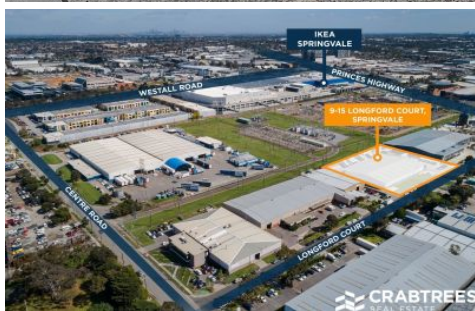 IKEA
SPRINGVALE
PRINCES HIGHWAY
WESTALL ROAD
9-15 LONGFORD COURT,
SPRINGVALE
CENTRE ROAD
LONGFORD COURT
CRABTREES
REAL ESTATE